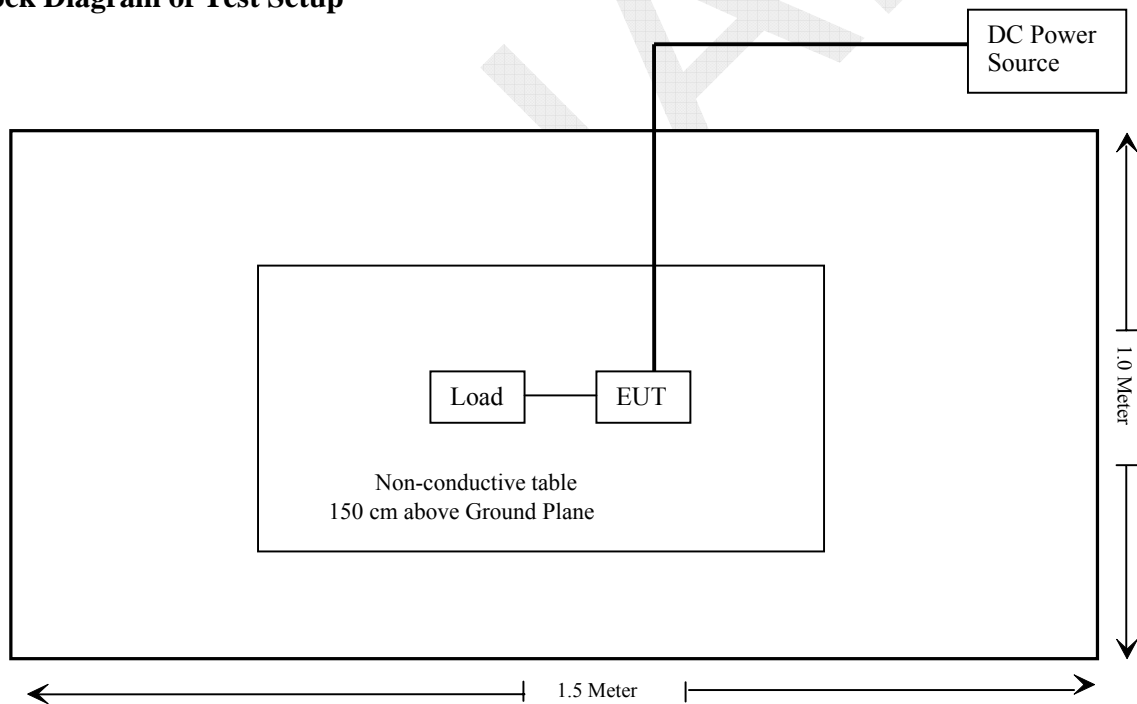 ock Diagram of Test Setup
DC Power
Source
Load
EUT
Non-conductive table
150 cm above Ground Plane
1.0 Meter
1.5 Meter